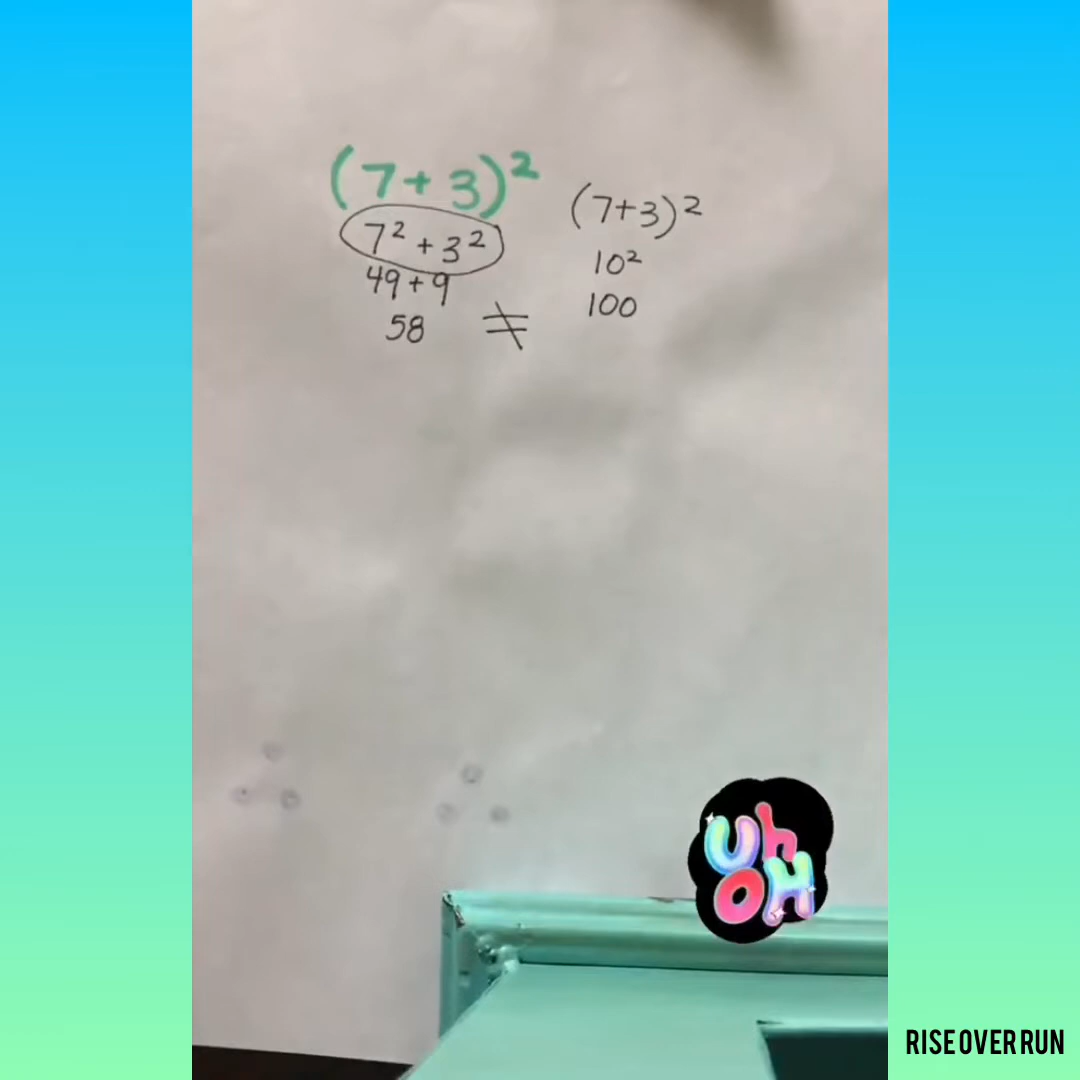 (7+3)²
7² + 3²
49+9
58 ≠
(7+3)²
10²
100
UH
OH
RISE OVER RUN